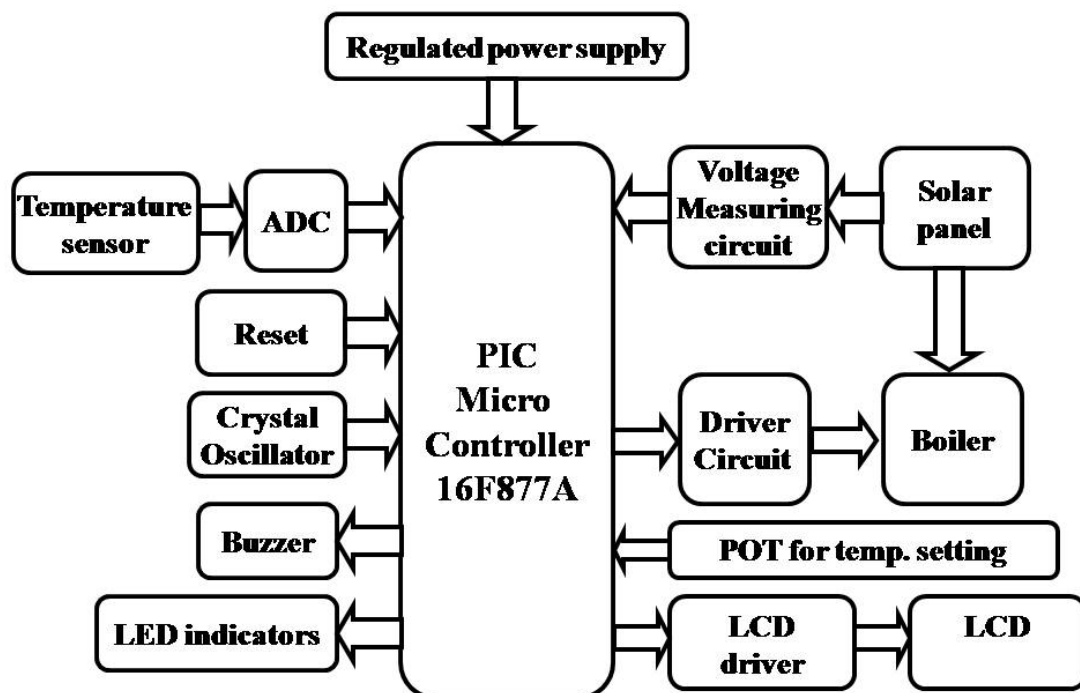 Regulated power supply
Temperature
sensor
ADC
Voltage
Measuring
circuit
Solar
panel
Reset
PIC
Micro
Controller
16F877A
Crystal
Oscillator
Driver
Circuit
Boiler
Buzzer
POT for temp. setting
LED indicators
LCD
driver
LCD